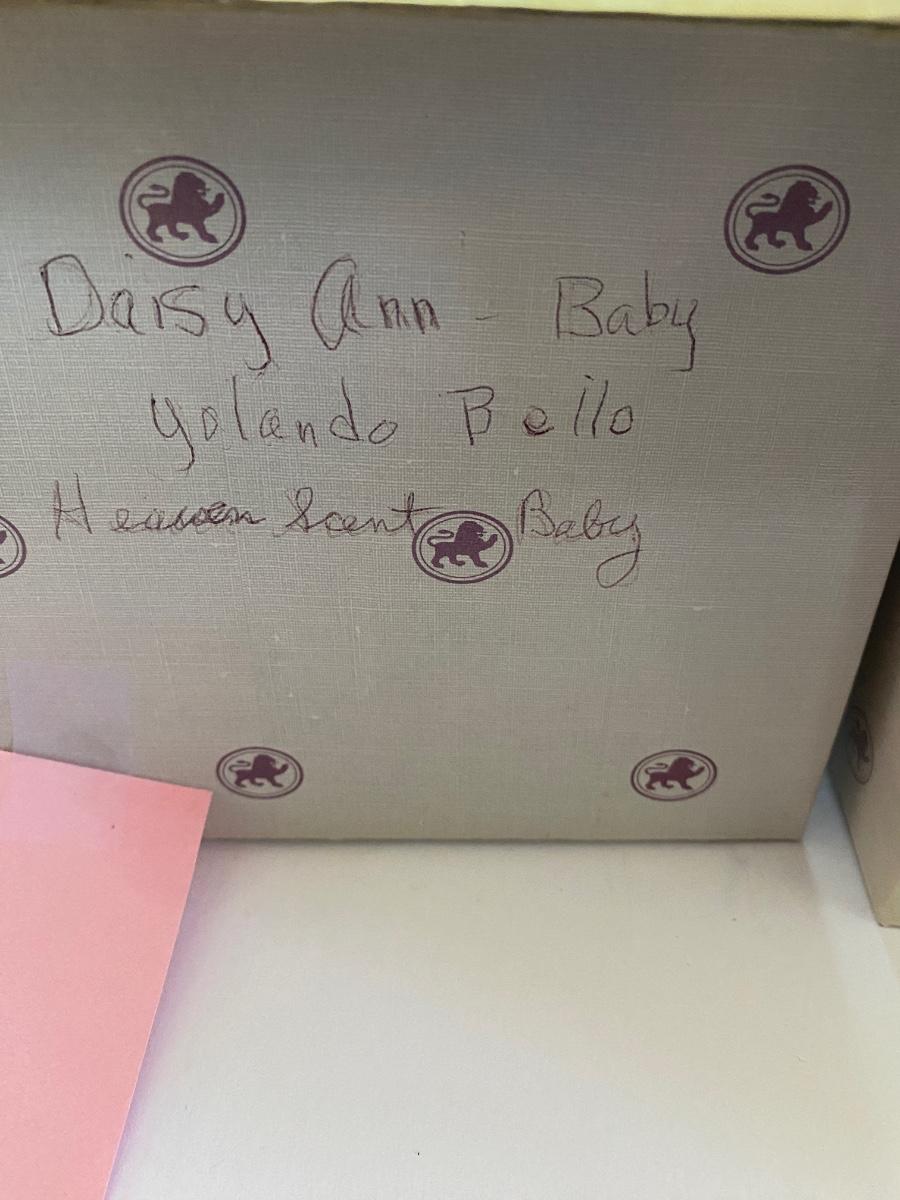 Daisy Ann - Baby
Yolando Bello
Heaven Scent Baby